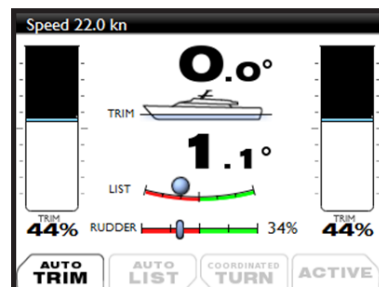 Speed 22.0 kn
0.0°
TRIM
1.1°
LIST
TRIM
44%
RUDDER
34%
TRIM
44%
AUTO
TRIM
AUTO
LIST
COORDINATED
TURN
ACTIVE